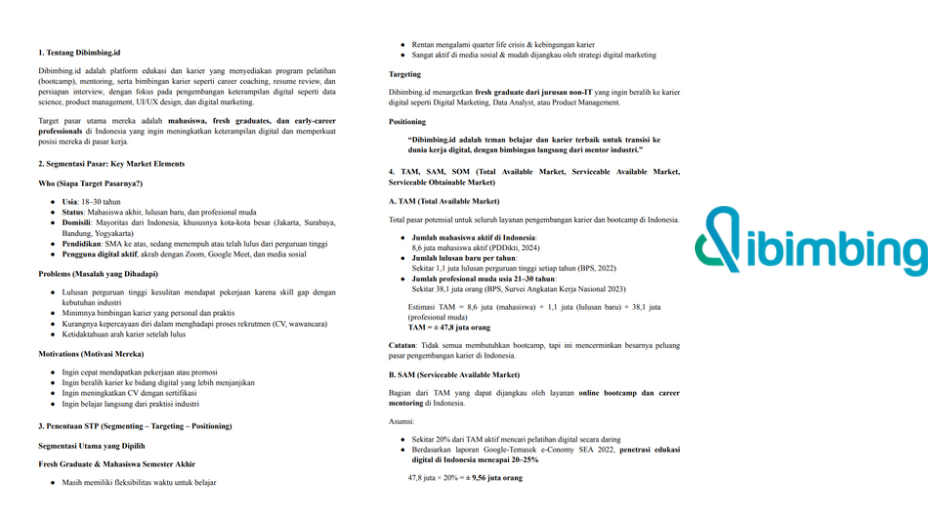 1. Tentang Dibimbing.id
Dibimbing.id adalah platform edukasi dan karier yang menyediakan program pelatihan
(bootcamp), mentoring, serta bimbingan karier seperti career coaching, resume review, dan
persiapan interview, dengan fokus pada pengembangan keterampilan digital seperti data
science, product management, UI/UX design, dan digital marketing.
Target pasar utama mereka adalah mahasiswa, fresh graduates, dan early-career
professionals di Indonesia yang ingin meningkatkan keterampilan digital dan memperkuat
posisi mereka di pasar kerja.
2. Segmentasi Pasar: Key Market Elements
Who (Siapa Target Pasarnya?)
● Usia: 18–30 tahun
● Status: Mahasiswa akhir, lulusan baru, dan profesional muda
● Domisili: Mayoritas dari Indonesia, khususnya kota-kota besar (Jakarta, Surabaya,
Bandung, Yogyakarta)
● Pendidikan: SMA ke atas, sedang menempuh atau telah lulus dari perguruan tinggi
● Pengguna digital aktif, akrab dengan Zoom, Google Meet, dan media sosial
Problems (Masalah yang Dihadapi)
● Lulusan perguruan tinggi kesulitan mendapat pekerjaan karena skill gap dengan
kebutuhan industri
● Minimnya bimbingan karier yang personal dan praktis
● Kurangnya kepercayaan diri dalam menghadapi proses rekrutmen (CV, wawancara)
● Ketidaktahuan arah karier setelah lulus
Motivations (Motivasi Mereka)
● Ingin cepat mendapatkan pekerjaan atau promosi
● Ingin beralih karier ke bidang digital yang lebih menjanjikan
● Ingin meningkatkan CV dengan sertifikasi
● Ingin belajar langsung dari praktisi industri
3. Penentuan STP (Segmenting – Targeting – Positioning)
Segmentasi Utama yang Dipilih
Fresh Graduate & Mahasiswa Semester Akhir
● Masih memiliki fleksibilitas waktu untuk belajar
● Rentan mengalami quarter life crisis & kebingungan karier
● Sangat aktif di media sosial & mudah dijangkau oleh strategi digital marketing
Targeting
Dibimbing.id menargetkan fresh graduate dari jurusan non-IT yang ingin beralih ke karier
digital seperti Digital Marketing, Data Analyst, atau Product Management.
Positioning
“Dibimbing.id adalah teman belajar dan karier terbaik untuk transisi ke
dunia kerja digital, dengan bimbingan langsung dari mentor industri.”
4. TAM, SAM, SOM (Total Available Market, Serviceable Available Market,
Serviceable Obtainable Market)
A. TAM (Total Available Market)
Total pasar potensial untuk seluruh layanan pengembangan karier dan bootcamp di Indonesia.
● Jumlah mahasiswa aktif di Indonesia:
8,6 juta mahasiswa aktif (PDDikti, 2024)
● Jumlah lulusan baru per tahun:
Sekitar 1,1 juta lulusan perguruan tinggi setiap tahun (BPS, 2022)
● Jumlah profesional muda usia 21–30 tahun:
Sekitar 38,1 juta orang (BPS, Survei Angkatan Kerja Nasional 2023)
Estimasi TAM = 8,6 juta (mahasiswa) + 1,1 juta (lulusan baru) + 38,1 juta
(profesional muda)
TAM = ± 47,8 juta orang
Catatan: Tidak semua membutuhkan bootcamp, tapi ini mencerminkan besarnya peluang
pasar pengembangan karier di Indonesia.
B. SAM (Serviceable Available Market)
Bagian dari TAM yang dapat dijangkau oleh layanan online bootcamp dan career
mentoring di Indonesia.
Asumsi:
● Sekitar 20% dari TAM aktif mencari pelatihan digital secara daring
● Berdasarkan laporan Google-Temasek e-Conomy SEA 2022, penetrasi edukasi
digital di Indonesia mencapai 20–25%
47,8 juta × 20% = ± 9,56 juta orang
dibimbing